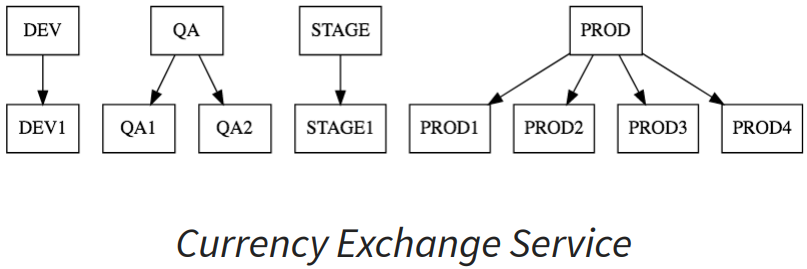 DEV QA STAGE PROD
DEV1 QA1 QA2 STAGE1 PROD1 PROD2 PROD3 PROD4
Currency Exchange Service